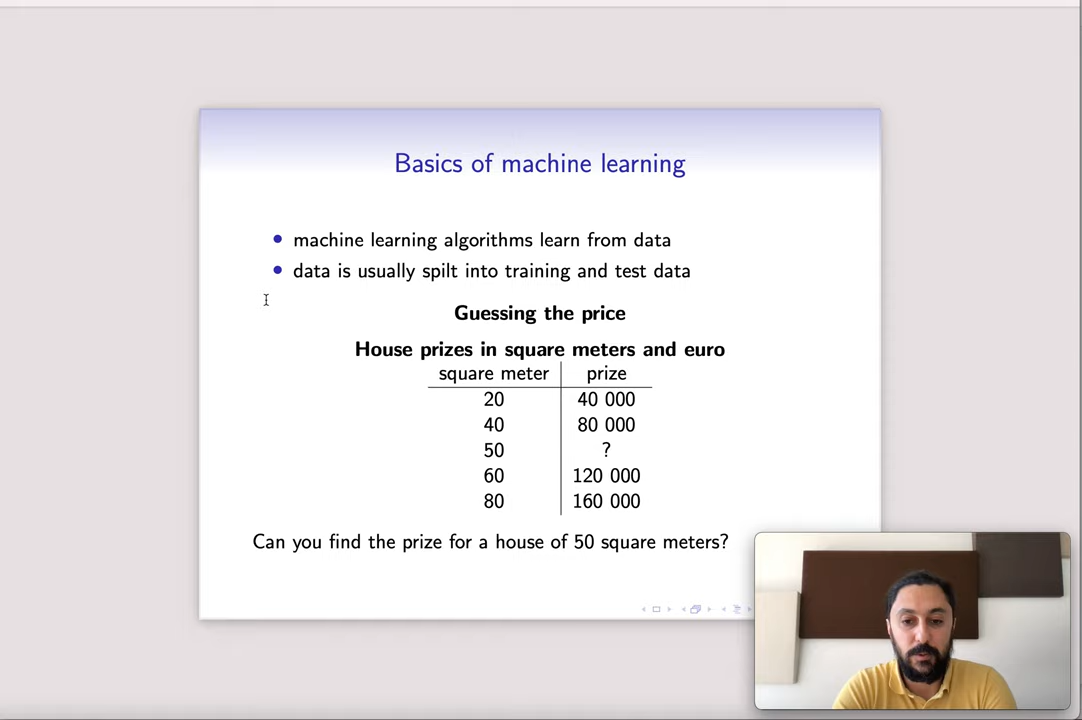 Basics of machine learning
machine learning algorithms learn from data
data is usually spilt into training and test data
Guessing the price
House prizes in square meters and euro
square meter prize
20 40 000
40 80 000
50 ?
60 120 000
80 160 000
Can you find the prize for a house of 50 square meters?